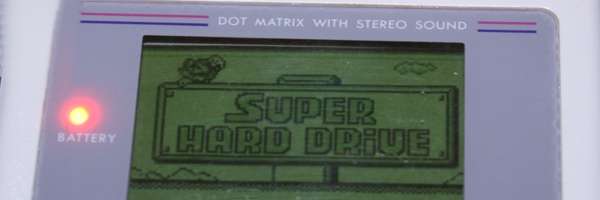 DOT MATRIX WITH STEREO SOUND
BATTERY
SUPER
HARD DRiVE